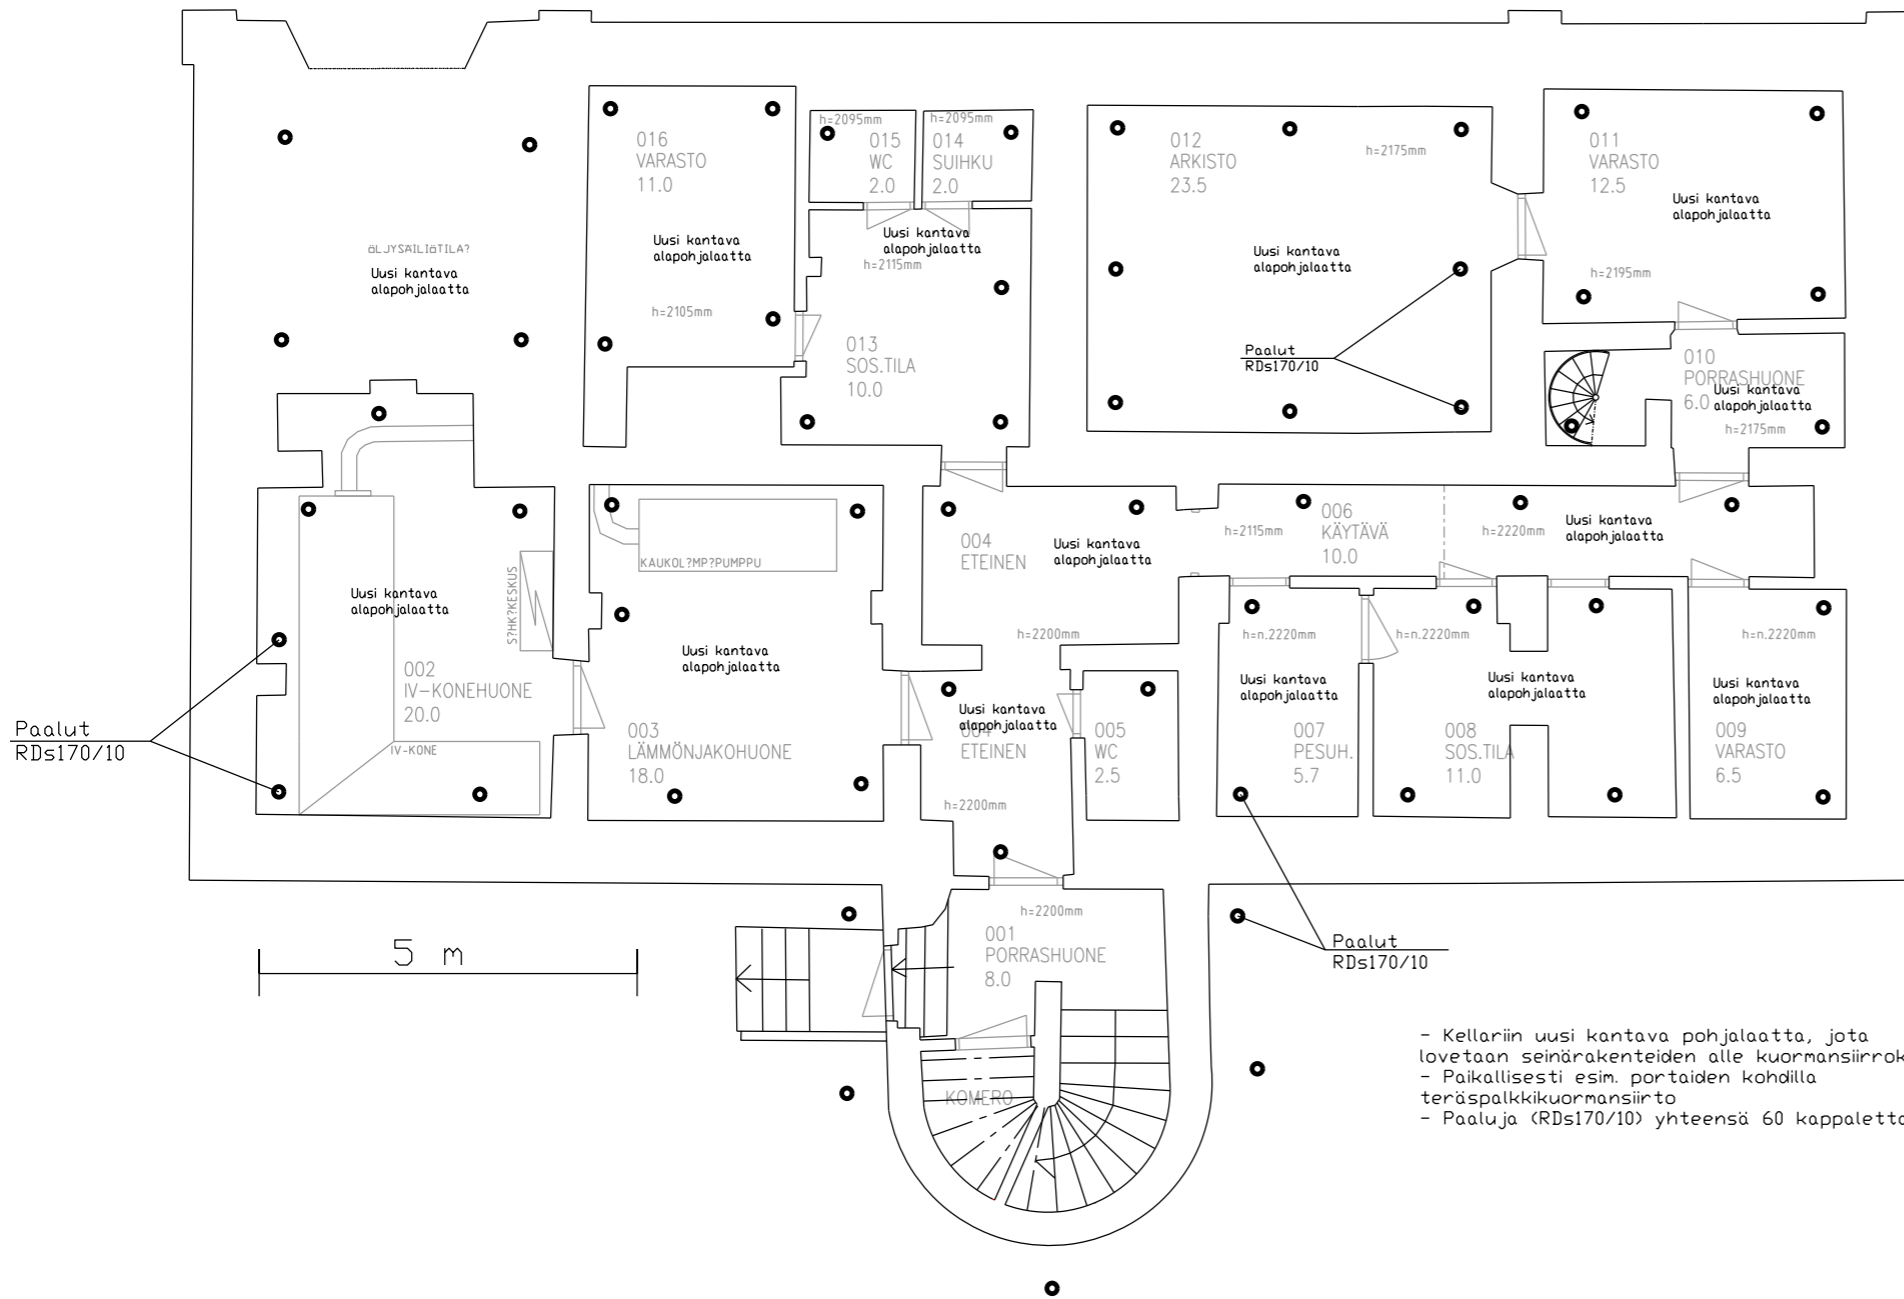 h=2095mm
h=2095mm
016
VARASTO
11.0
015
WC
2.0
014
SUIHKU
2.0
012
ARKISTO
23.5
h=2175mm
011
VARASTO
12.5
Uusi kantava
alapohjalaatta
ÖLJYSÄILIÖTILA?
Uusi kantava
alapohjalaatta
Uusi kantava
alapohjalaatta
Uusi kantava
alapohjalaatta
h=2115mm
Uusi kantava
alapohjalaatta
h=2195mm
h=2105mm
013
SOS.TILA
10.0
Paalut
RDs170/10
010
PORRASHUONE
6.0
Uusi kantava
alapohjalaatta
h=2175mm
KAUKOL?MP?PUMPPU
004
ETEINEN
Uusi kantava
alapohjalaatta
h=2115mm
006
KÄYTÄVÄ
10.0
h=2220mm
Uusi kantava
alapohjalaatta
S?HK?KESKUS
Uusi kantava
alapohjalaatta
Uusi kantava
alapohjalaatta
h=2200mm
h=n.2220mm
h=n.2220mm
h=n.2220mm
002
IV-KONEHUONE
20.0
IV-KONE
Paalut
RDs170/10
003
LÄMMÖNJAKOHUONE
18.0
Uusi kantava
alapohjalaatta
004
ETEINEN
h=2200mm
005
WC
2.5
Uusi kantava
alapohjalaatta
007
PESUH.
5.7
Uusi kantava
alapohjalaatta
008
SOS.TILA
11.0
Uusi kantava
alapohjalaatta
009
VARASTO
6.5
5 m
h=2200mm
001
PORRASHUONE
8.0
Paalut
RDs170/10
KOMERO
- Kellariin uusi kantava pohjalaatta, jota
lovetaan seinärakenteiden alle kuormansiirrok
- Paikallisesti esim. portaiden kohdilla
teräspalkkikuormansiirto
- Paaluja (RDs170/10) yhteensä 60 kappaletta